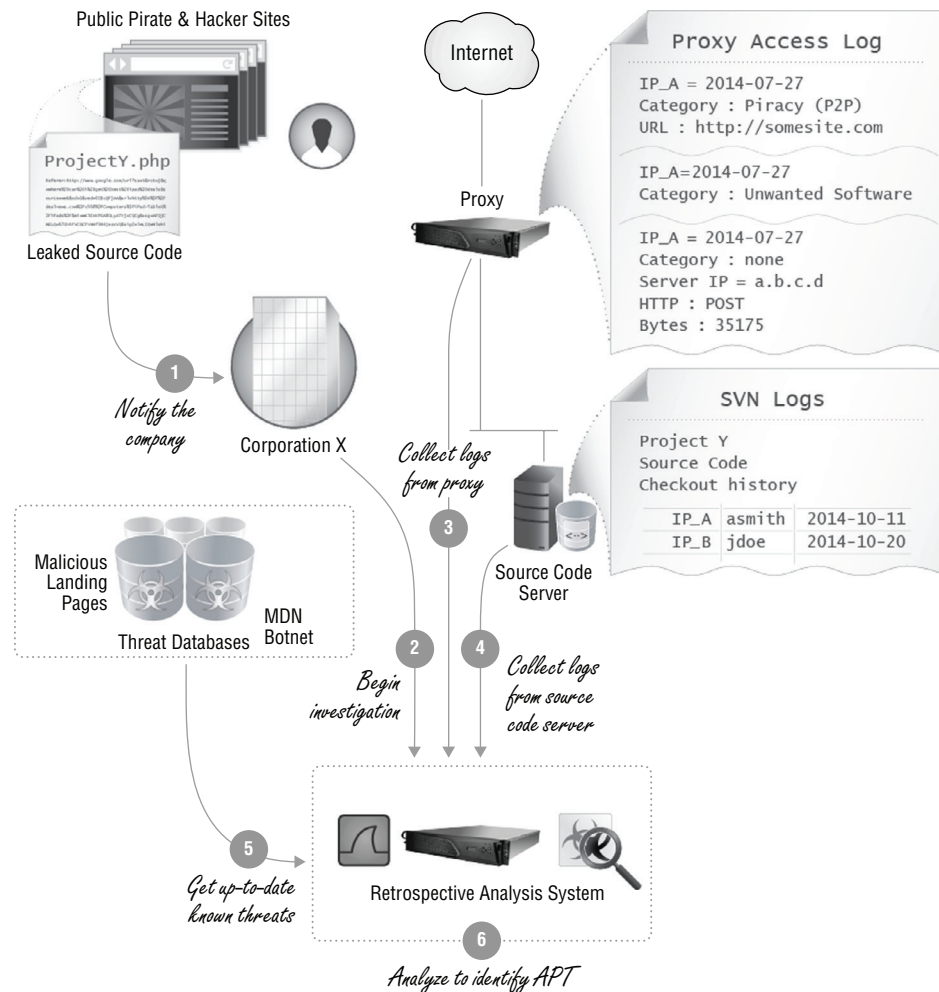 Public Pirate & Hacker Sites
ProjectY.php
Leaked Source Code
1
Notify the
company
Corporation X
Internet
Proxy
Proxy Access Log
IP_A = 2014-07-27
Category : Piracy (P2P)
URL : http://somesite.com
IP_A=2014-07-27
Category : Unwanted Software
IP_A = 2014-07-27
Category : none
Server IP = a.b.c.d
HTTP : POST
Bytes : 35175
SVN Logs
Project Y
Source Code
Checkout history
IP_A asmith 2014-10-11
IP_B jdoe 2014-10-20
Collect logs
from proxy
3
Source Code
Server
Malicious
Landing
Pages
MDN
Botnet
Threat Databases
2
Begin
investigation
4
Collect logs
from source
code server
5
Get up-to-date
known threats
Retrospective Analysis System
6
Analyze to identify APT